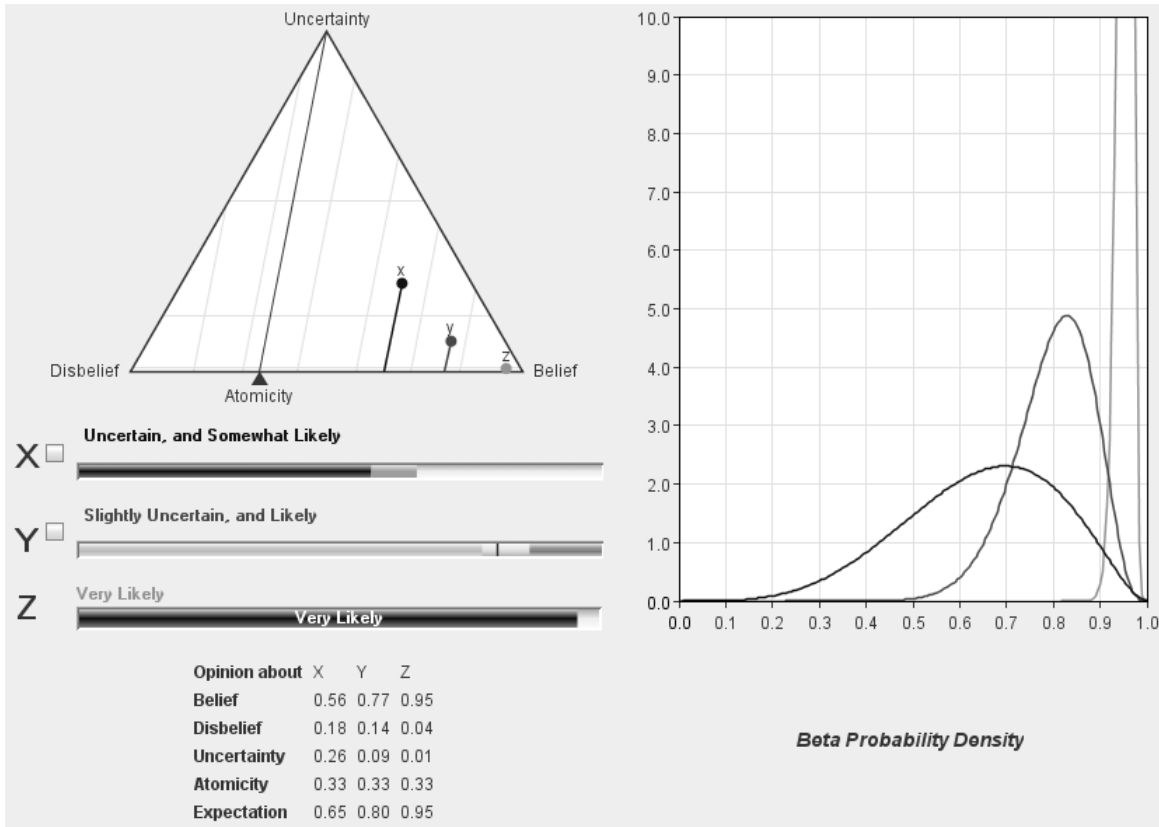 Uncertainty
X
y
z
Disbelief
Belief
Atomicity
X
Uncertain, and Somewhat Likely
Y
Slightly Uncertain, and Likely
Z
Very Likely
Very Likely
Opinion about X Y Z
Belief 0.56 0.77 0.95
Disbelief 0.18 0.14 0.04
Uncertainty 0.26 0.09 0.01
Atomicity 0.33 0.33 0.33
Expectation 0.65 0.80 0.95
10.0
9.0
8.0
7.0
6.0
5.0
4.0
3.0
2.0
1.0
0.0
0.0 0.1 0.2 0.3 0.4 0.5 0.6 0.7 0.8 0.9 1.0
Beta Probability Density